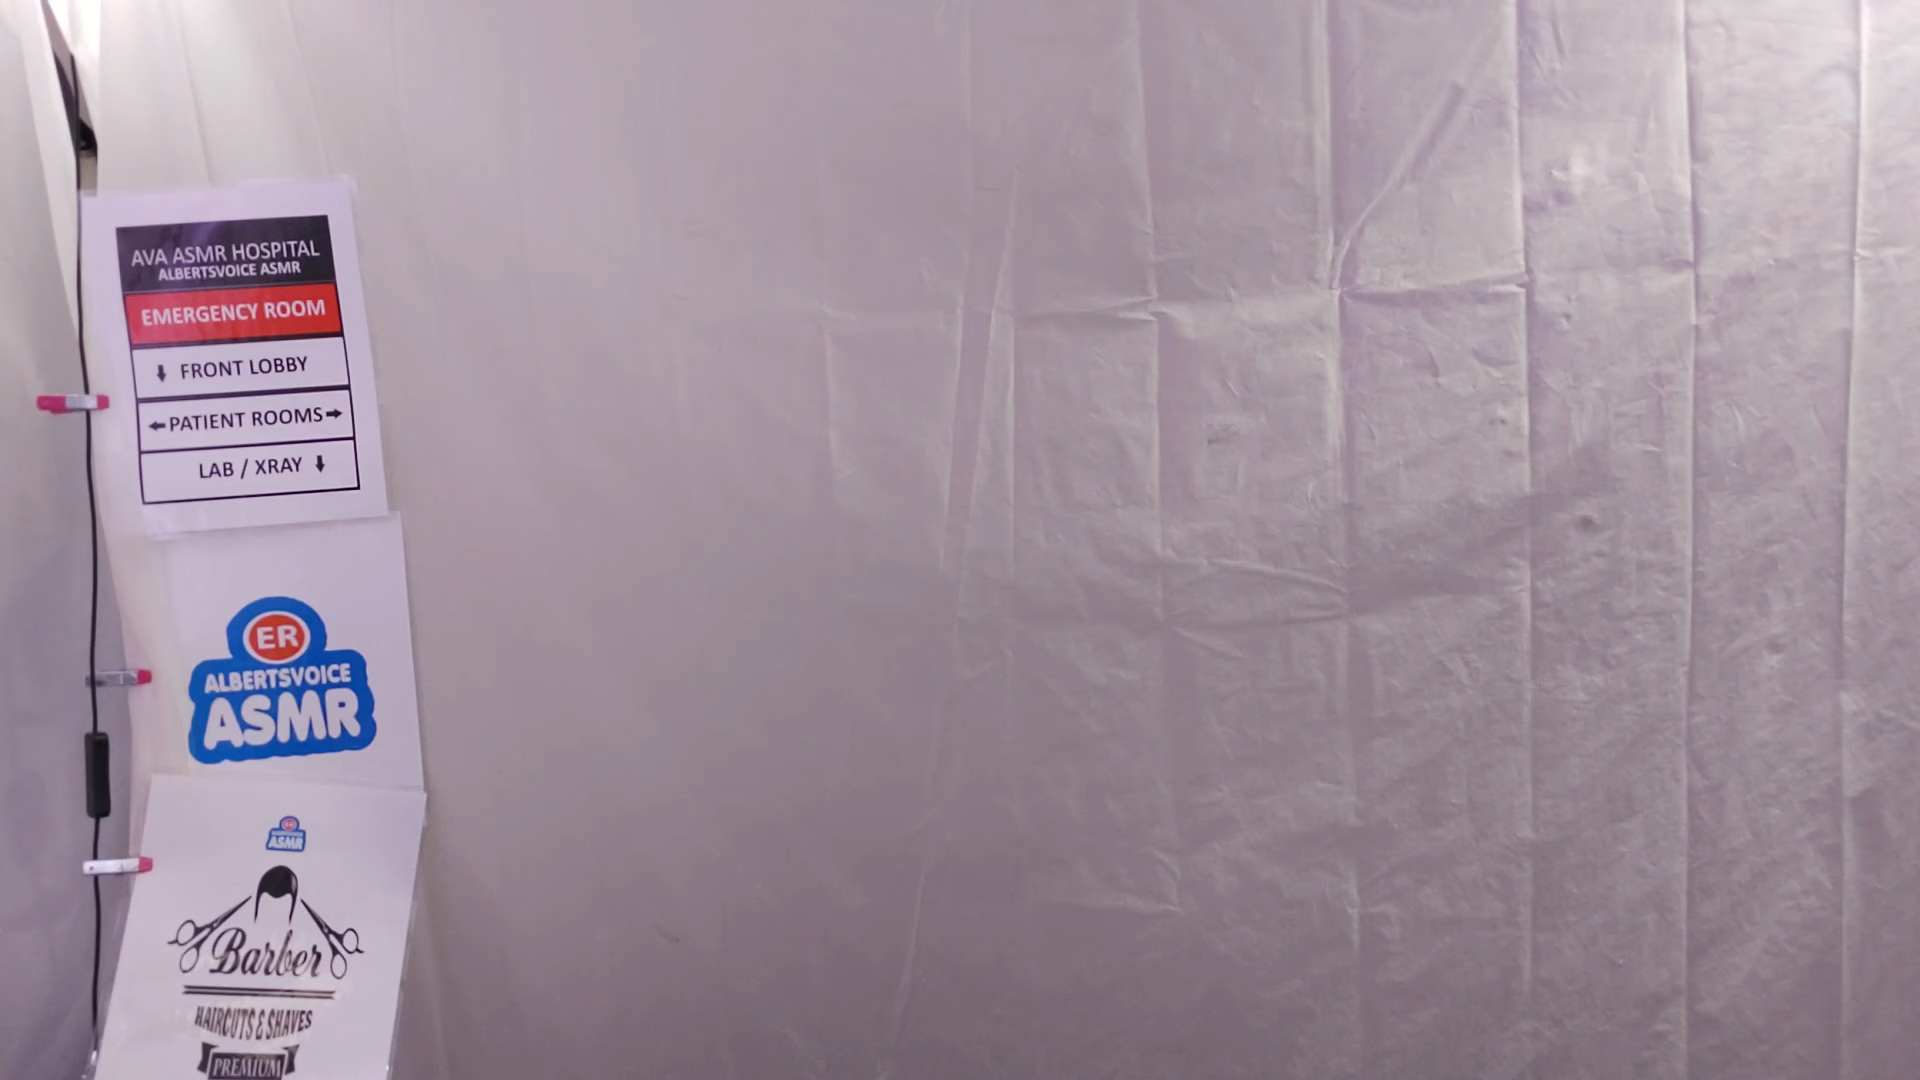 AVA ASMR HOSPITAL
ALBERTSVOICE ASMR
EMERGENCY ROOM
↓ FRONT LOBBY
← PATIENT ROOMS →
LAB / XRAY ↓
ER
ALBERTSVOICE
ASMR
ER
ASMR
Barber
HAIRCUTS & SHAVES
PREMIUM